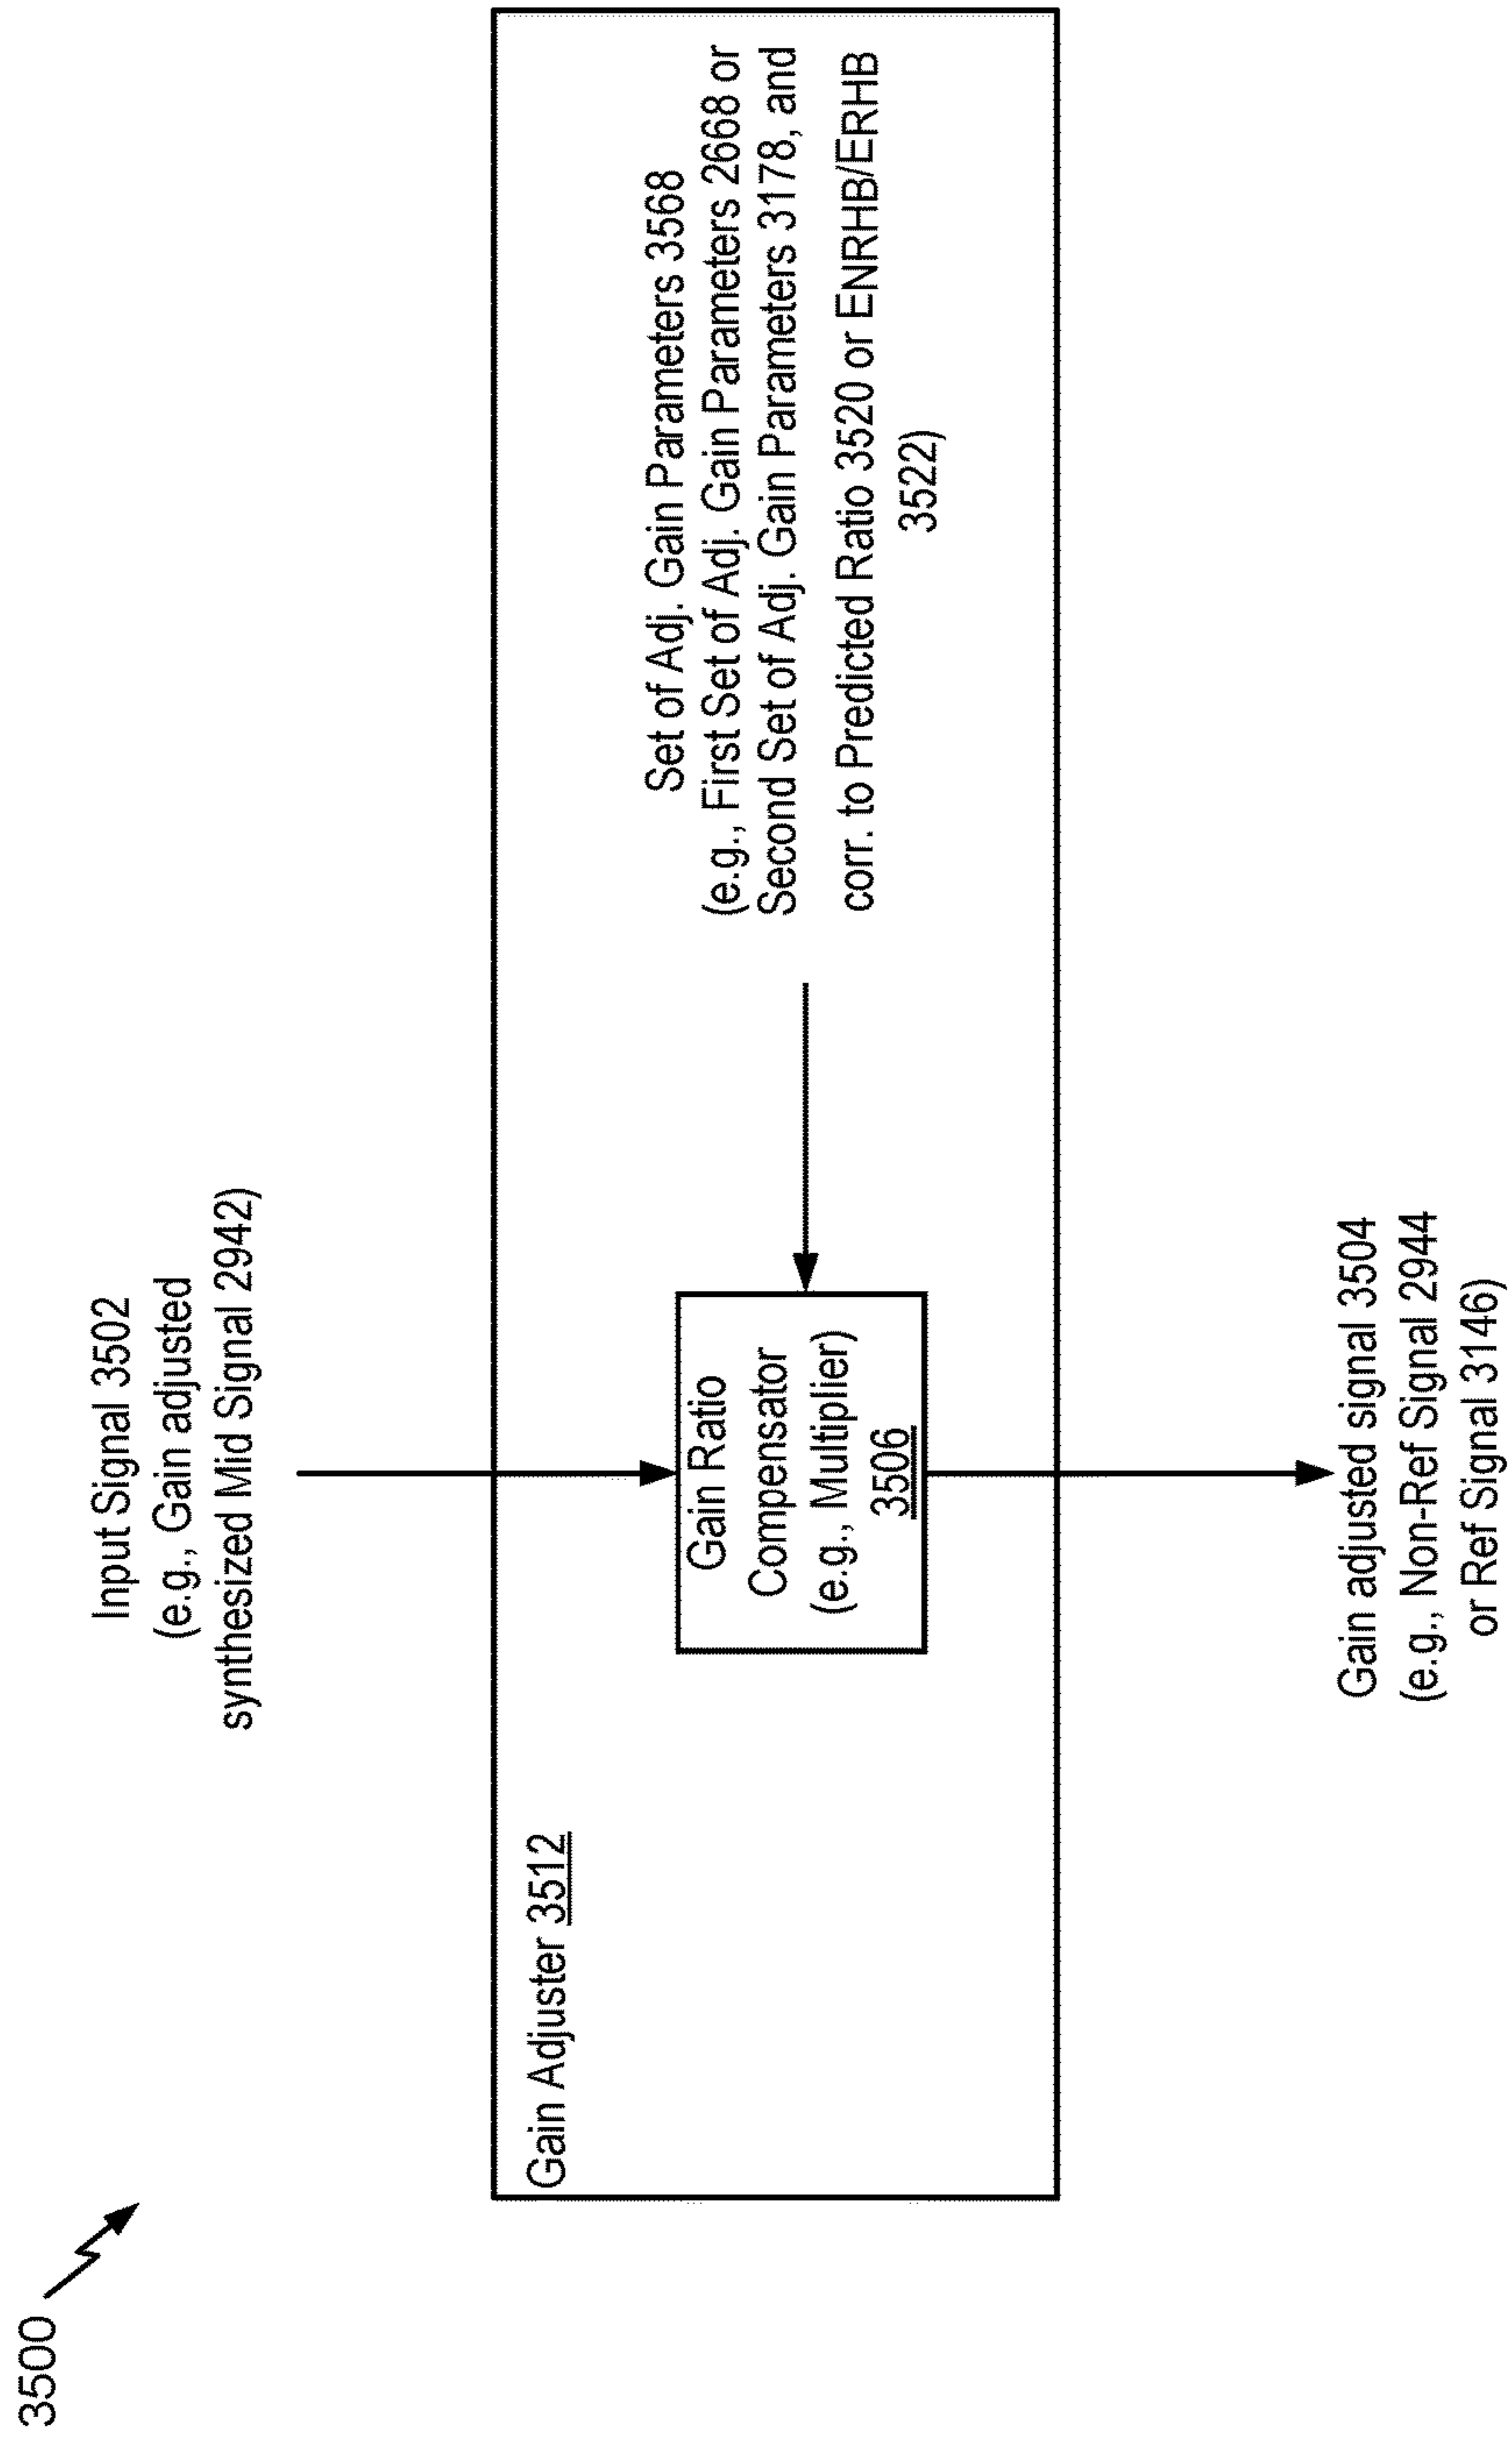 3500
Input Signal 3502
(e.g., Gain adjusted
synthesized Mid Signal 2942)
Gain Adjuster 3512
Gain Ratio
Compensator
(e.g., Multiplier)
3506
Set of Adj. Gain Parameters 3568
(e.g., First Set of Adj. Gain Parameters 2668 or
Second Set of Adj. Gain Parameters 3178, and
corr. to Predicted Ratio 3520 or ENRHB/ERHB
3522)
Gain adjusted signal 3504
(e.g., Non-Ref Signal 2944
or Ref Signal 3146)